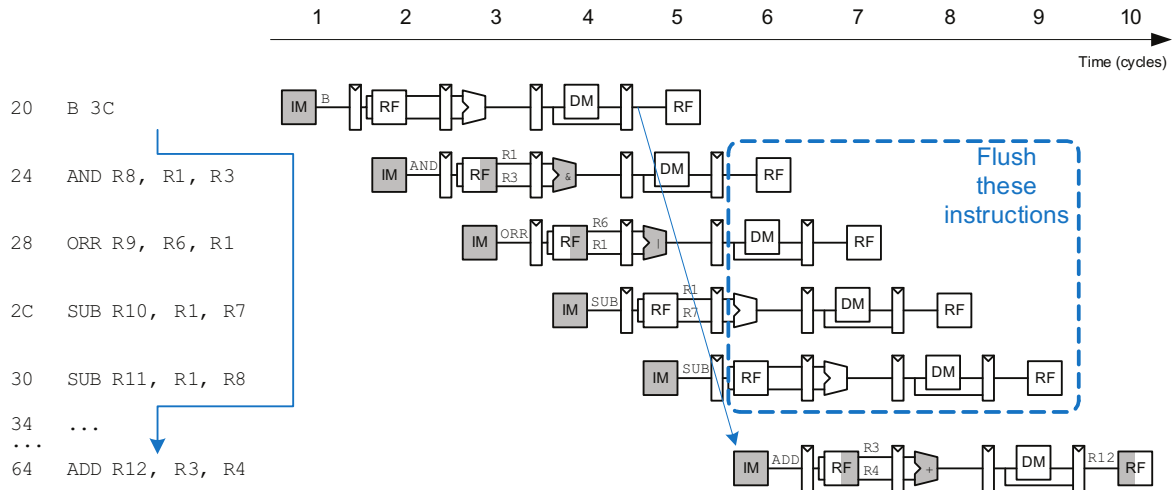 1 2 3 4 5 6 7 8 9 10
Time (cycles)
20 B 3C
IM B RF DM RF
24 AND R8, R1, R3
IM AND RF R1 R3 & DM RF
Flush
these
instructions
28 ORR R9, R6, R1
IM ORR RF R6 R1 | DM RF
2C SUB R10, R1, R7
IM SUB RF R1 R7 DM RF
30 SUB R11, R1, R8
IM SUB RF DM RF
34 ...
...
64 ADD R12, R3, R4
IM ADD RF R3 R4 + DM R12 RF